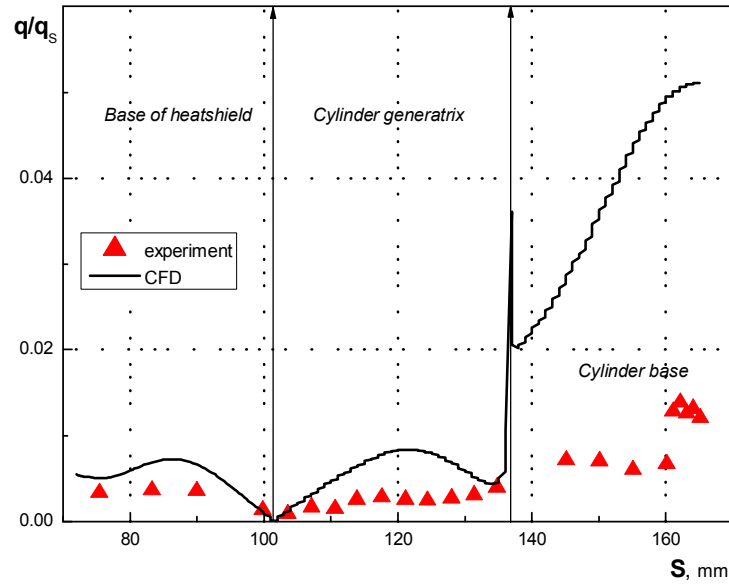 q/qs
Base of heatshield
Cylinder generatrix
0.04
experiment
CFD
0.02
Cylinder base
0.00
80
100
120
140
160
S, mm